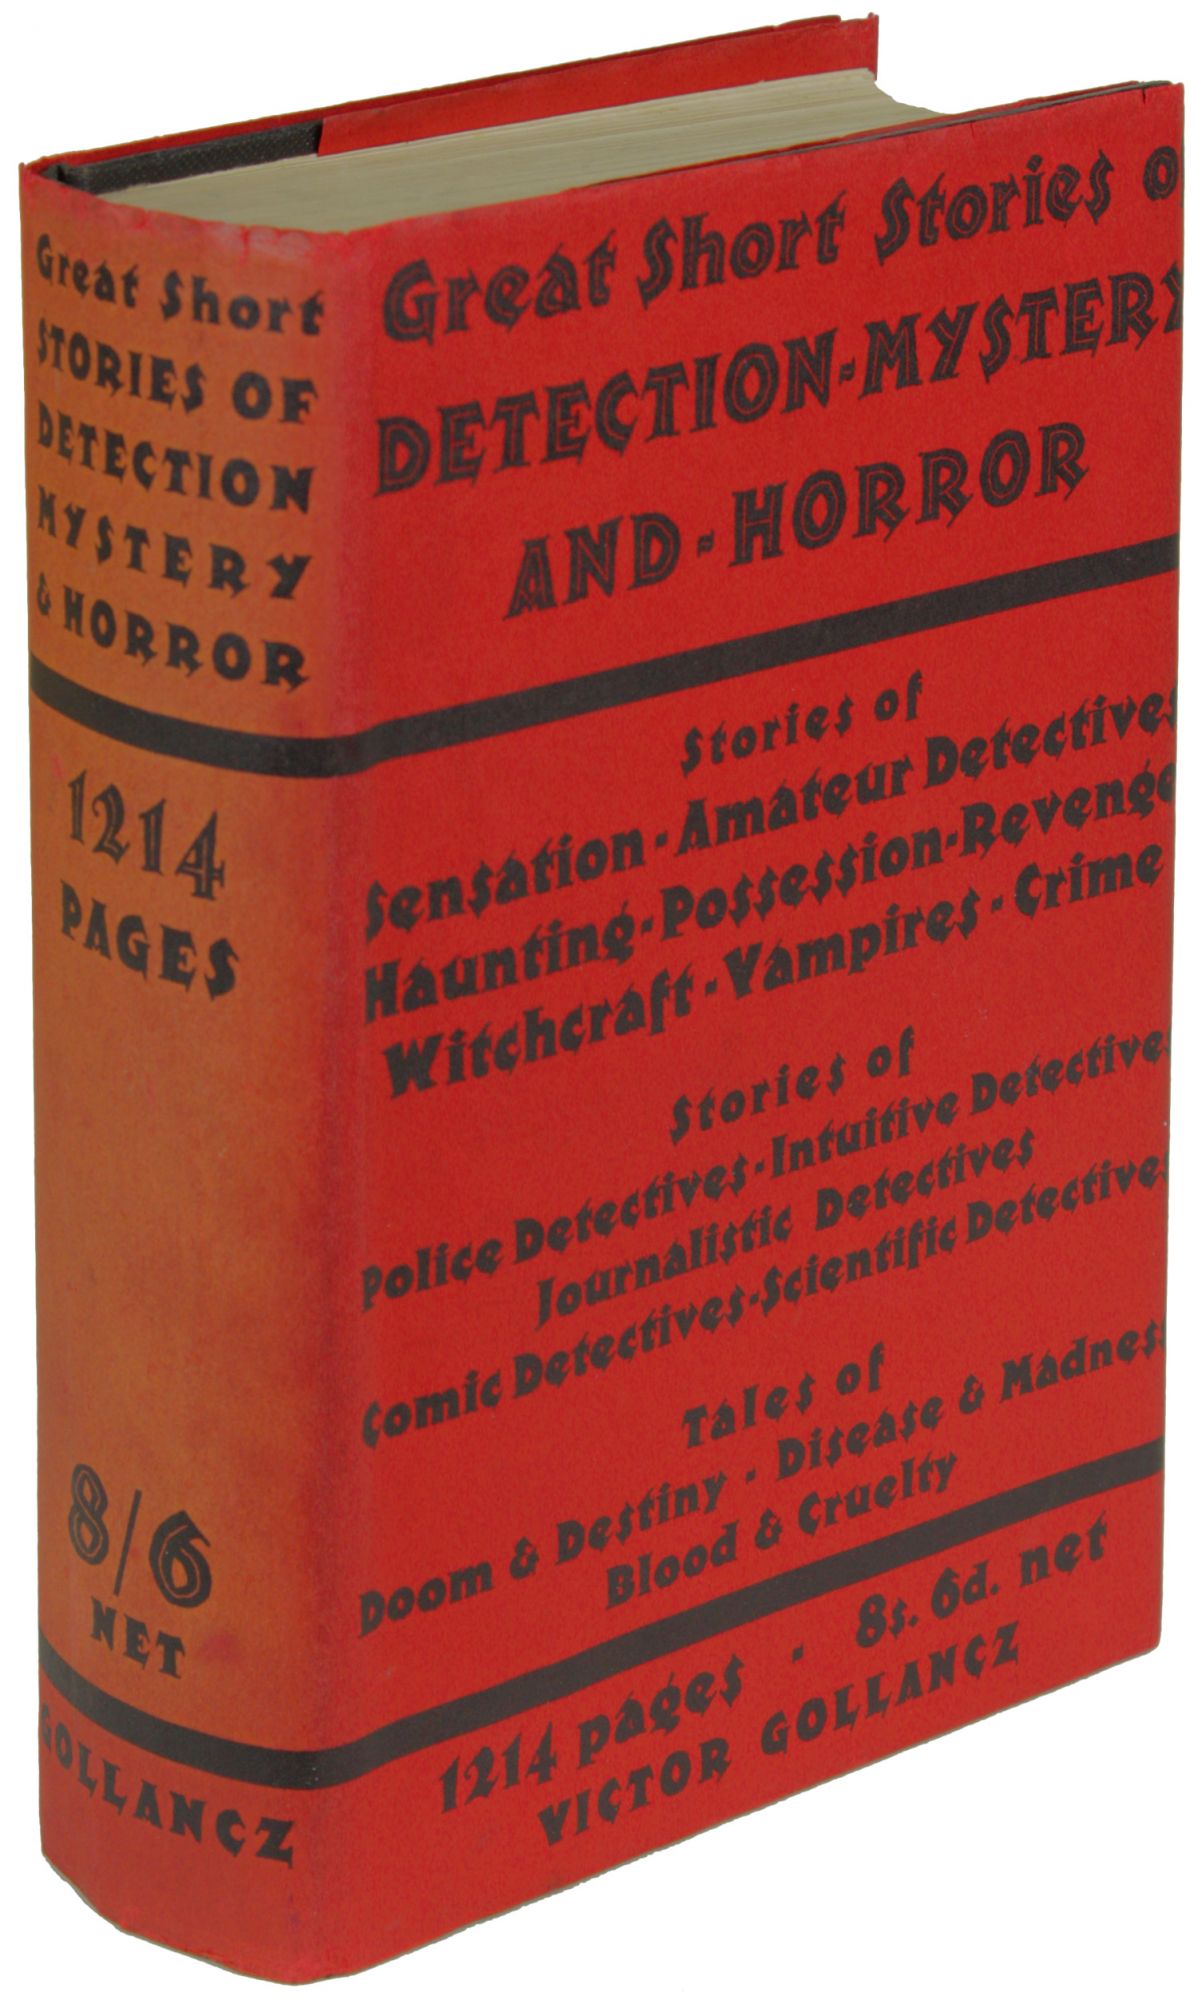 Great Short
STORIES OF
DETECTION
MYSTERY
& HORROR
1214
PAGES
8/6
NET
GOLLANCZ
Great Short Stories o
DETECTION-MYSTERY
AND-HORROR
Stories of
Sensation-Amateur Detectives
Haunting-Possession-Revenge
Witchcraft-Vampires-Crime
Stories of
Police Detectives-Intuitive Detectives
Journalistic Detectives
Comic Detectives-Scientific Detectives
Tales of
Doom & Destiny - Disease & Madness
Blood & Cruelty
1214 pages - 8s. 6d. net
VICTOR GOLLANCZ